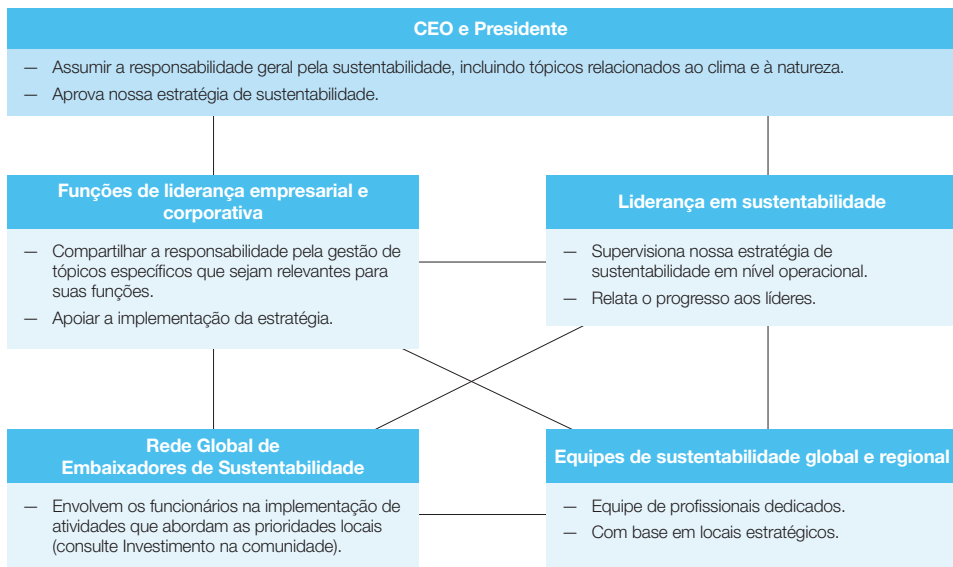 CEO e Presidente
— Assumir a responsabilidade geral pela sustentabilidade, incluindo tópicos relacionados ao clima e à natureza.
— Aprova nossa estratégia de sustentabilidade.
Funções de liderança empresarial e
corporativa
— Compartilhar a responsabilidade pela gestão de
tópicos específicos que sejam relevantes para
suas funções.
— Apoiar a implementação da estratégia.
Liderança em sustentabilidade
— Supervisiona nossa estratégia de
sustentabilidade em nível operacional.
— Relata o progresso aos líderes.
Rede Global de
Embaixadores de Sustentabilidade
— Envolvem os funcionários na implementação de
atividades que abordam as prioridades locais
(consulte Investimento na comunidade).
Equipes de sustentabilidade global e regional
— Equipe de profissionais dedicados.
— Com base em locais estratégicos.